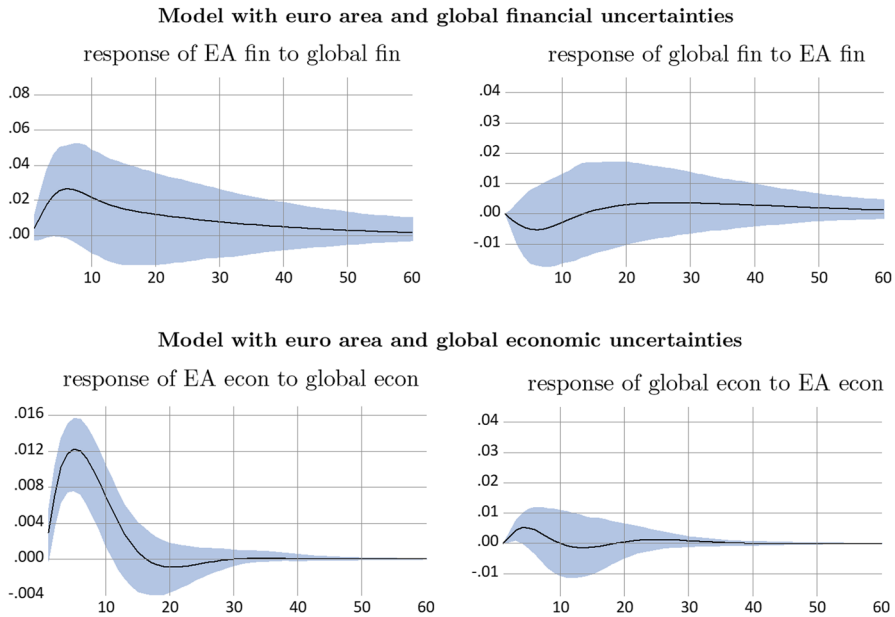 Model with euro area and global financial uncertainties
response of EA fin to global fin
.08
.06
.04
.02
.00
10 20 30 40 50 60
response of global fin to EA fin
.04
.03
.02
.01
.00
-.01
10 20 30 40 50 60
Model with euro area and global economic uncertainties
response of EA econ to global econ
.016
.012
.008
.004
.000
-.004
10 20 30 40 50 60
response of global econ to EA econ
.04
.03
.02
.01
.00
-.01
10 20 30 40 50 60